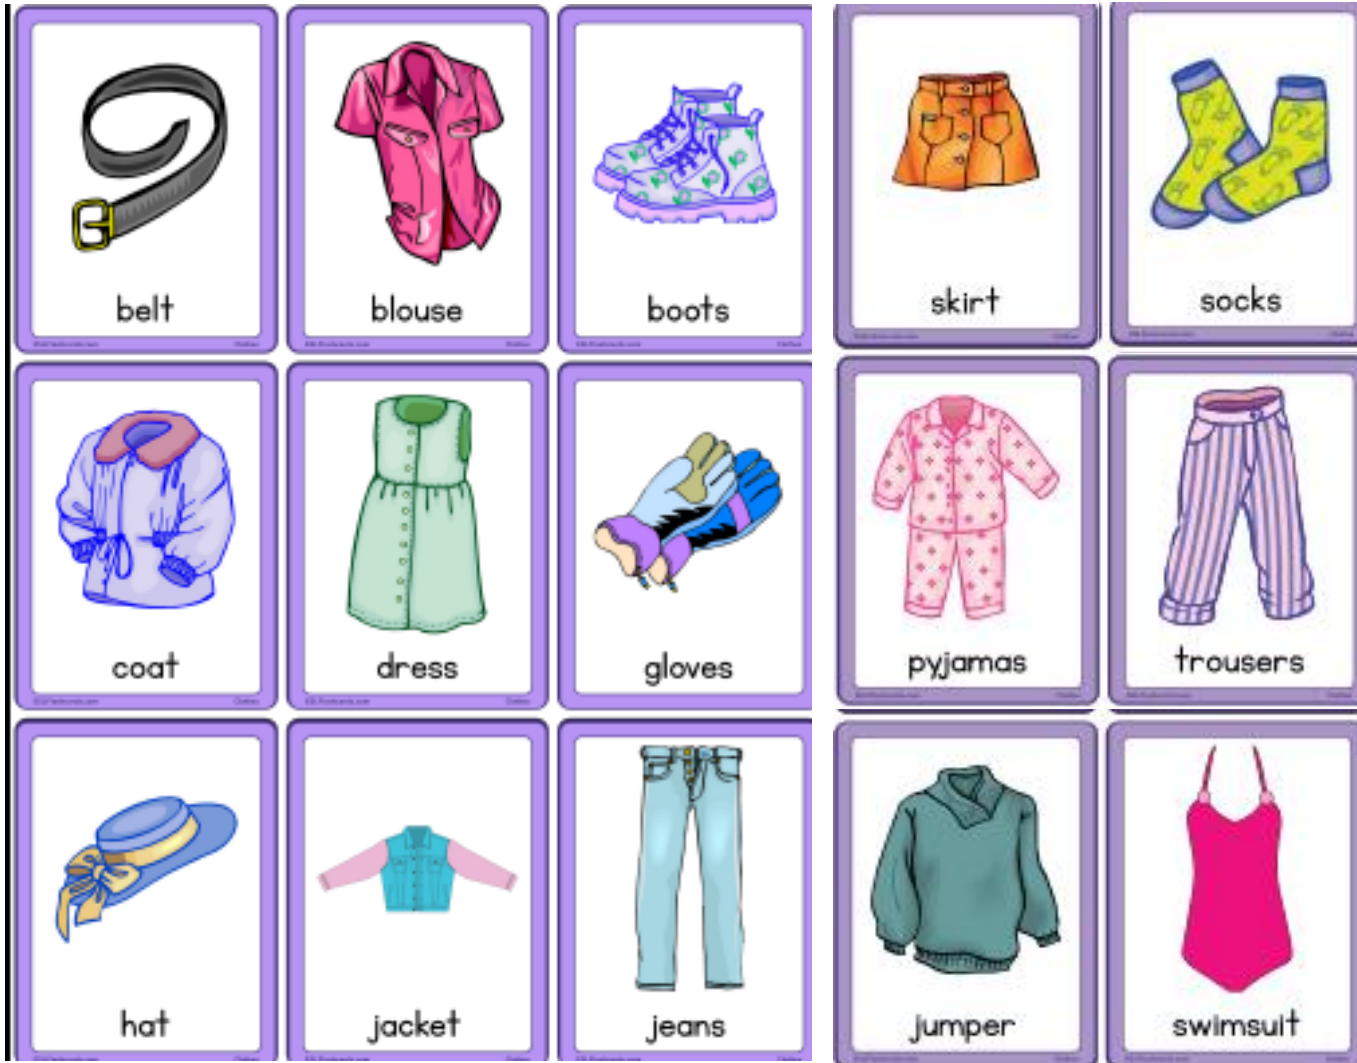 belt
blouse
boots
skirt
socks
coat
dress
gloves
pyjamas
trousers
hat
jacket
jeans
jumper
swimsuit